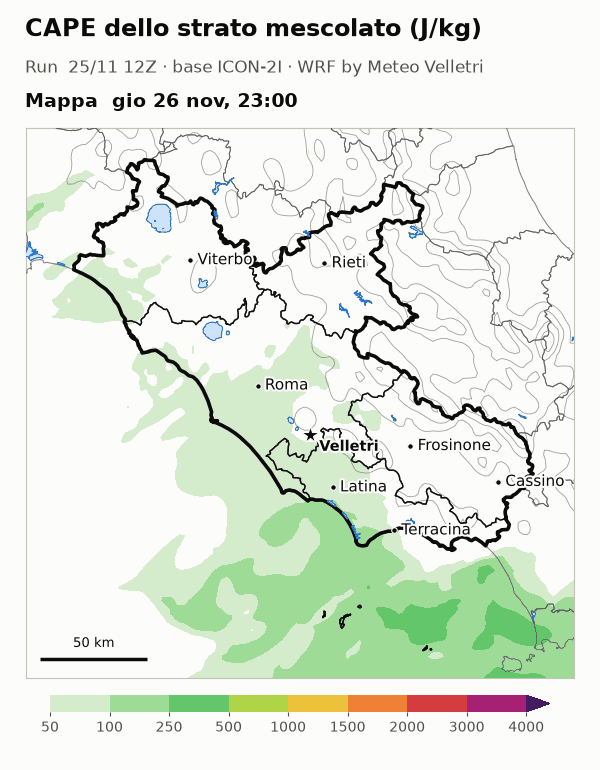 CAPE dello strato mescolato (J/kg)
Run  25/11 12Z · base ICON-2I · WRF by Meteo Velletri
Mappa  gio 26 nov, 23:00
Viterbo
Rieti
Roma
Velletri
Frosinone
Latina
Cassino
Terracina
50 km
50 100 250 500 1000 1500 2000 3000 4000